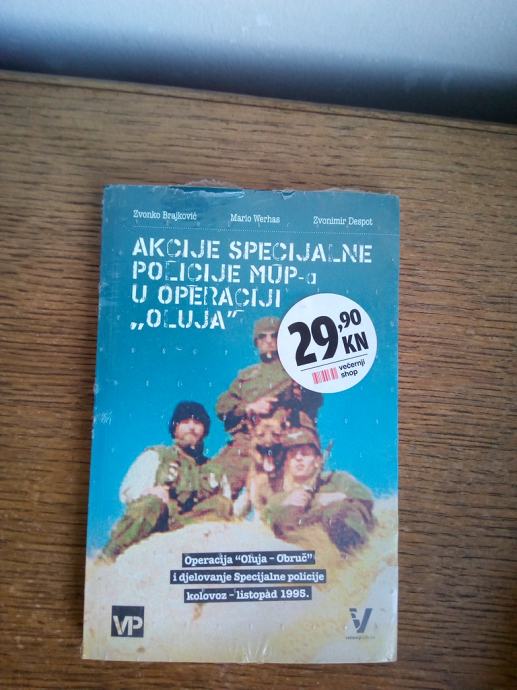 Zvonko Brajković Mario Werhas Zvonimir Despot
AKCIJE SPECIJALNE
POLICIJE MUP-a
U OPERACIJI
„OLUJA”
29,90
KN
večernji
shop
Operacija “Oluja – Obruč”
i djelovanje Specijalne policije
kolovoz – listopad 1995.
VP